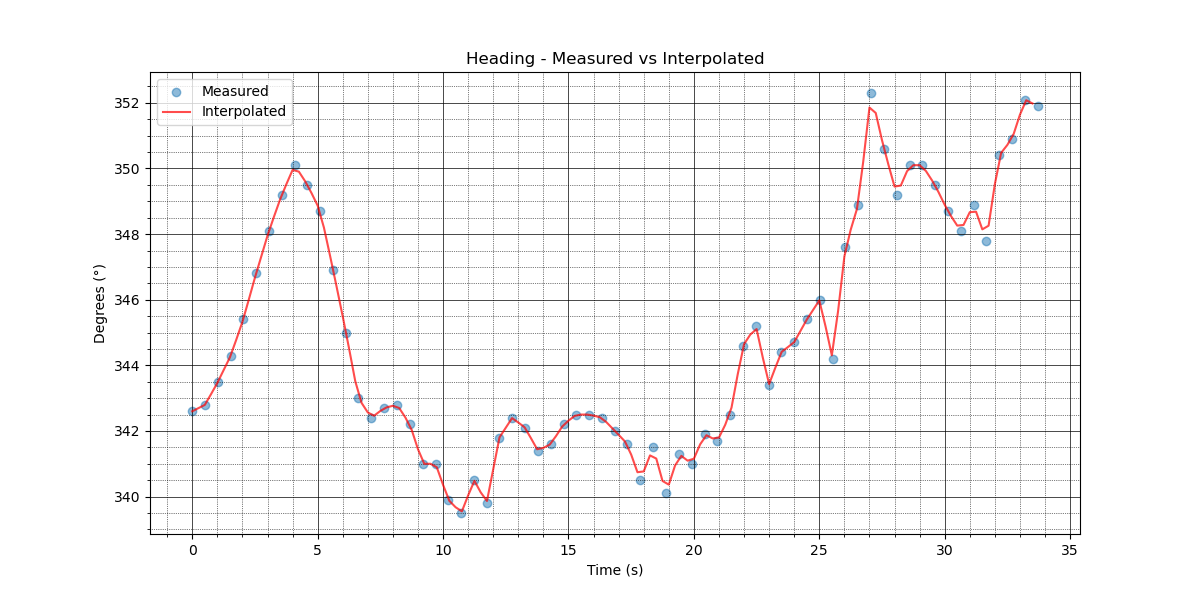 Heading - Measured vs Interpolated
Measured
Interpolated
Degrees (°)
352
350
348
346
344
342
340
0 5 10 15 20 25 30 35
Time (s)